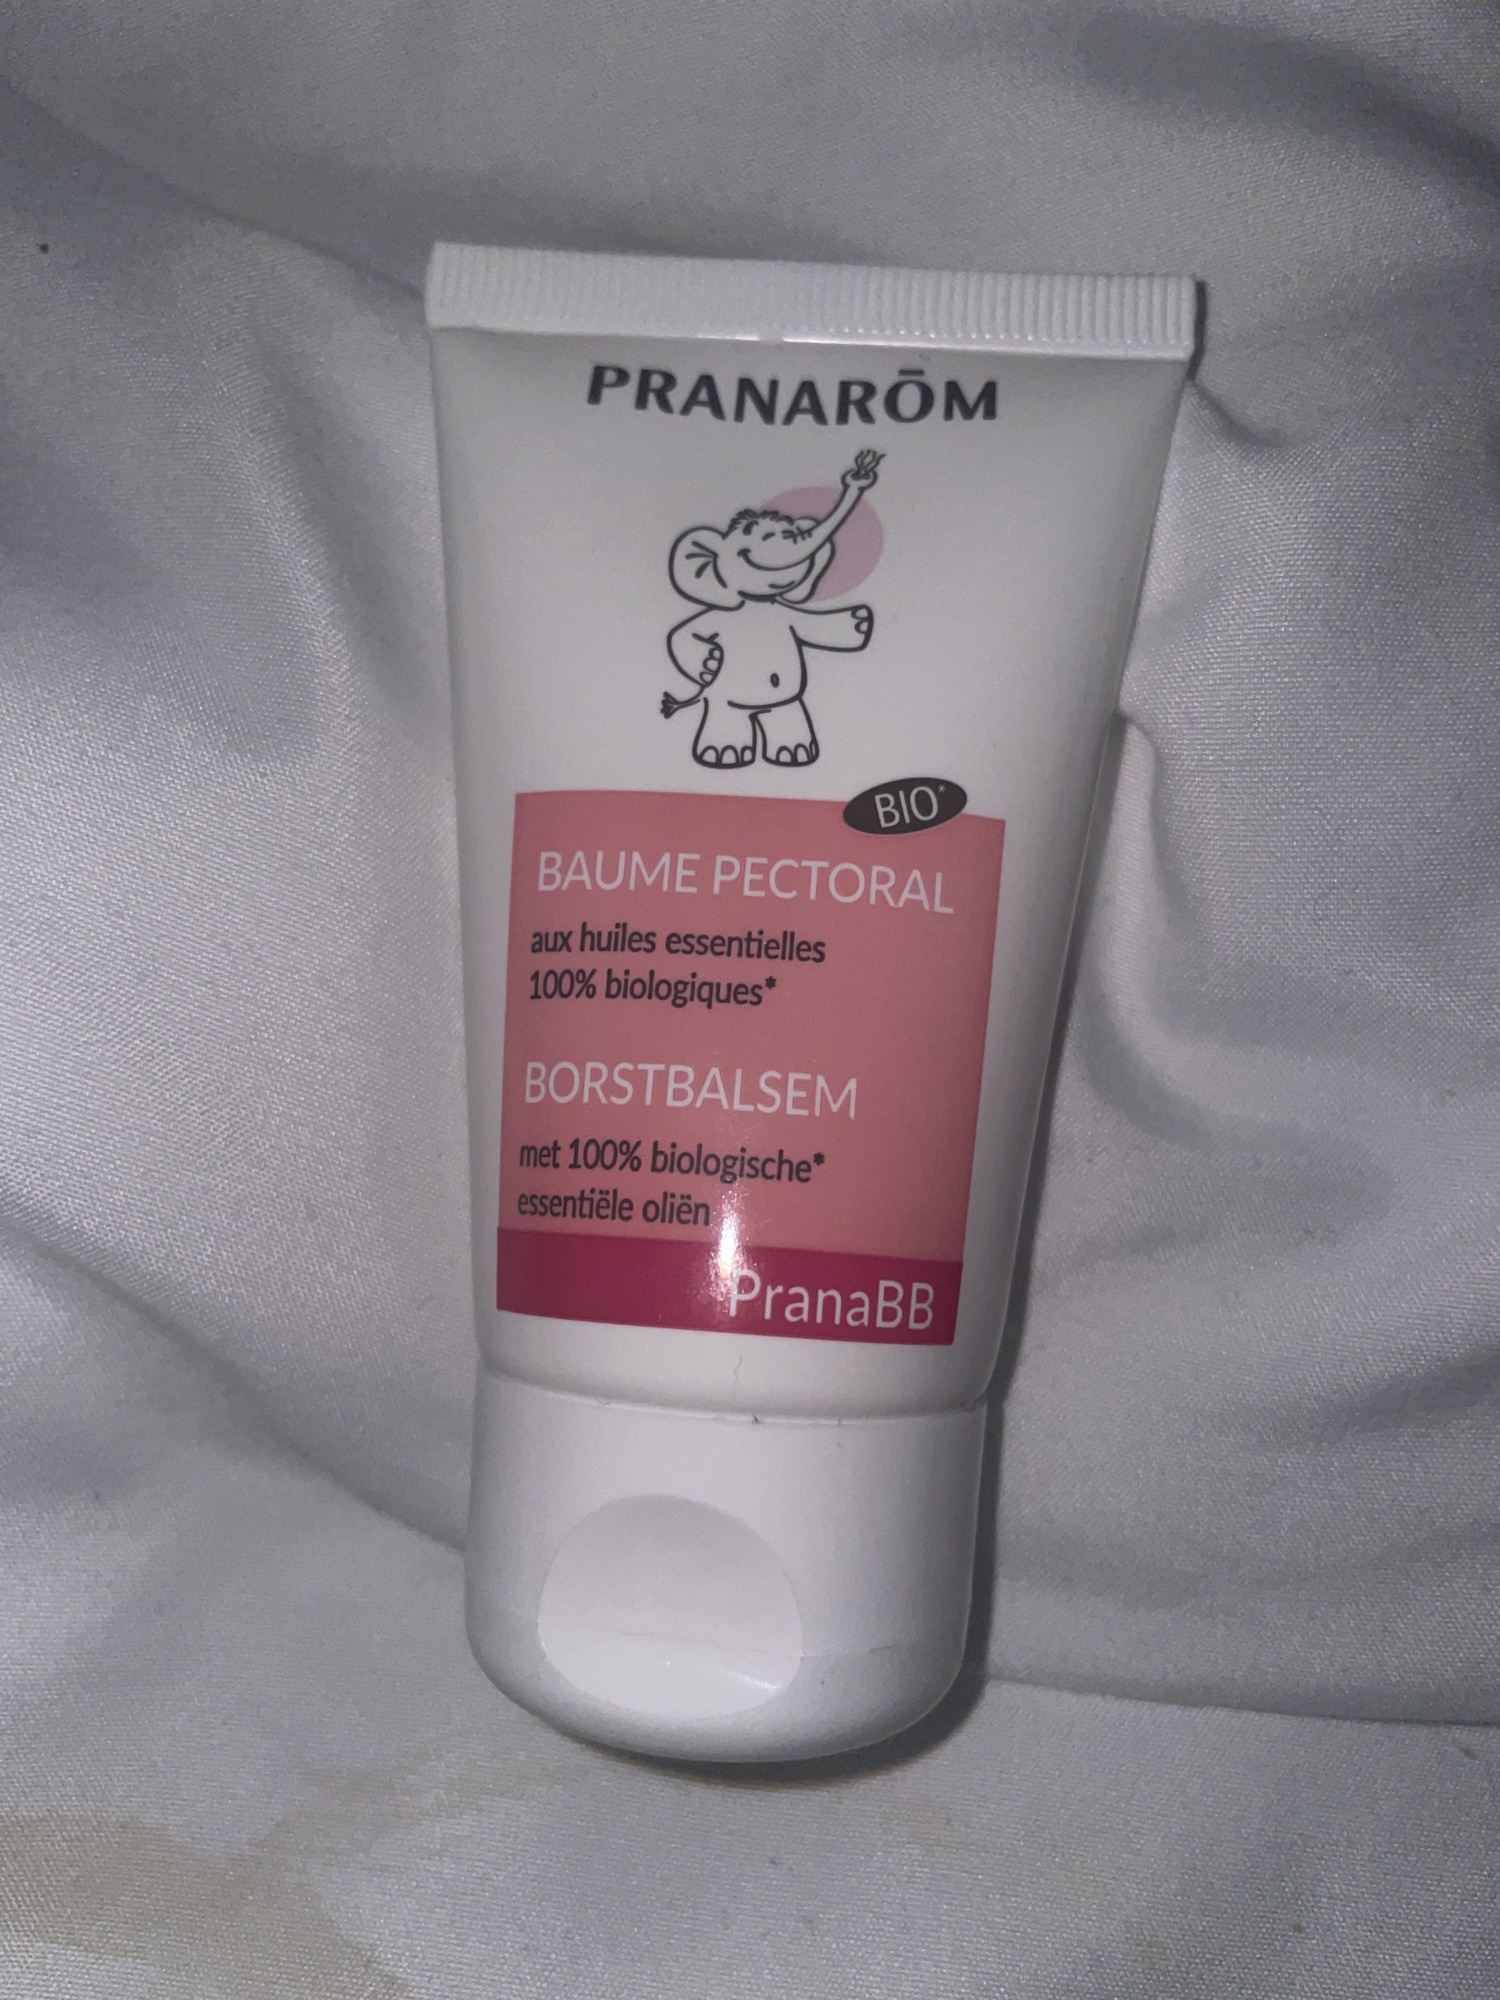 PRANARŌM
BIO*
BAUME PECTORAL
aux huiles essentielles
100% biologiques*
BORSTBALSEM
met 100% biologische*
essentiële oliën
PranaBB